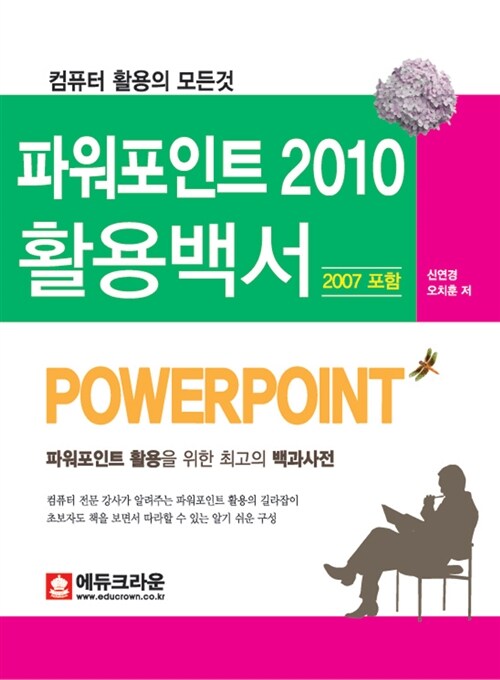 컴퓨터 활용의 모든것
파워포인트 2010
활용백서
2007 포함
신연경
오치훈 저
POWERPOINT
파워포인트 활용을 위한 최고의 백과사전
컴퓨터 전문 강사가 알려주는 파워포인트 활용의 길라잡이
초보자도 책을 보면서 따라할 수 있는 알기 쉬운 구성
에듀크라운
www.educrown.co.kr